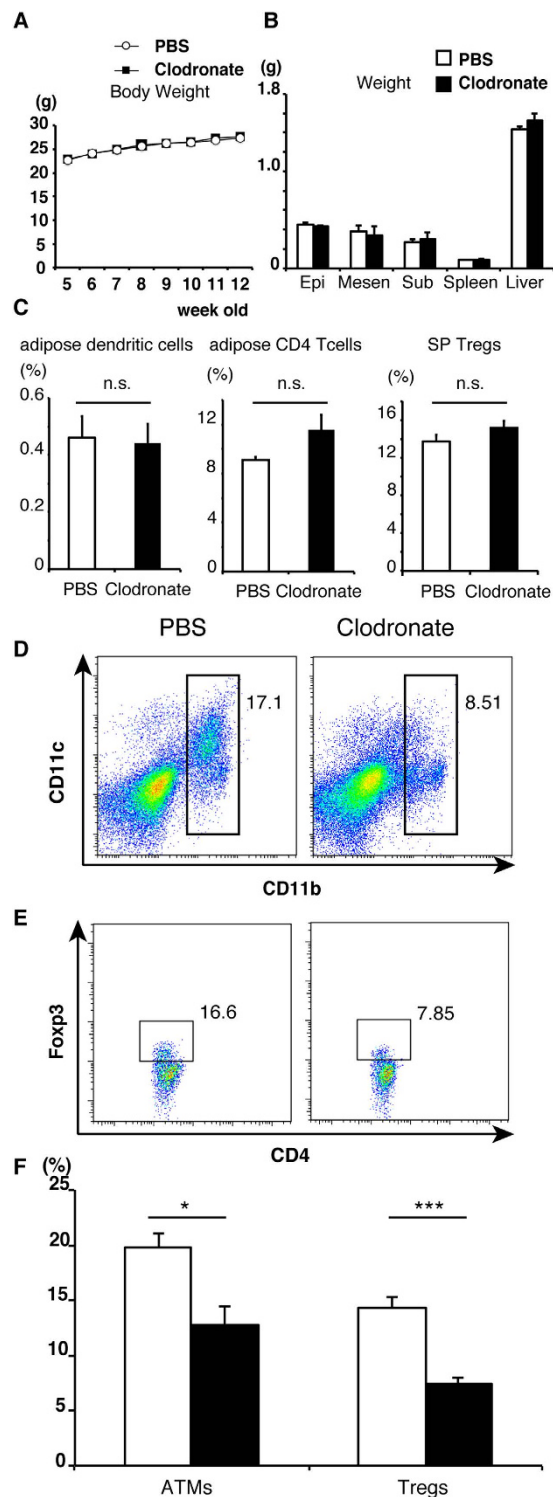 A
PBS
Clodronate
(g)
Body Weight
30
25
20
15
10
5
0
5 6 7 8 9 10 11 12
week old
B
PBS
Clodronate
(g)
Weight
1.8
1.0
0
Epi Mesen Sub Spleen Liver
C
adipose dendritic cells
(%)
n.s.
0.6
0.4
0.2
0
PBS Clodronate
adipose CD4 Tcells
(%)
n.s.
12
8
4
0
PBS Clodronate
SP Tregs
(%)
n.s.
16
12
8
4
0
PBS Clodronate
D
PBS
Clodronate
17.1
8.51
CD11c
CD11b
E
16.6
7.85
Foxp3
CD4
F
(%)
25
20
15
10
5
0
*
***
ATMs
Tregs